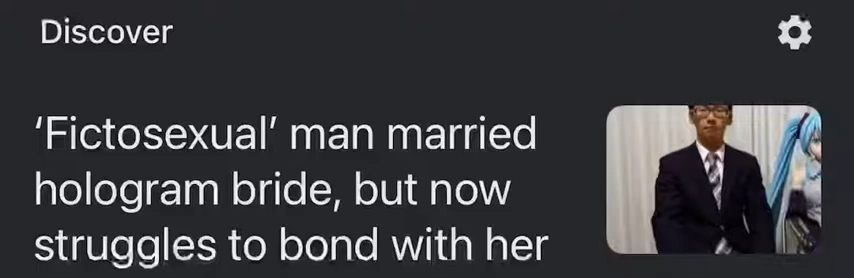 Discover
‘Fictosexual’ man married
hologram bride, but now
struggles to bond with her